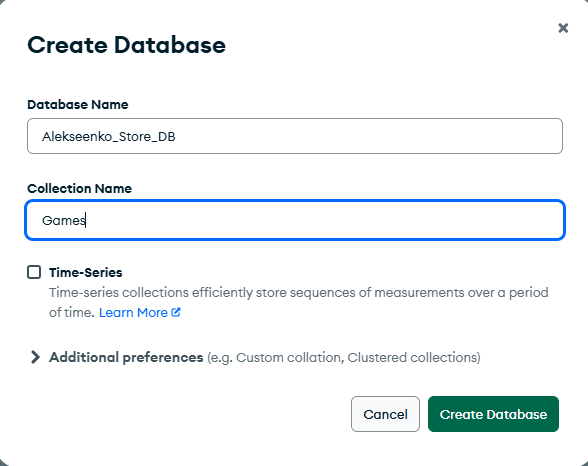 Create Database
Database Name
Alekseenko_Store_DB
Collection Name
Games
Time-Series
Time-series collections efficiently store sequences of measurements over a period
of time. Learn More
Additional preferences (e.g. Custom collation, Clustered collections)
Cancel
Create Database